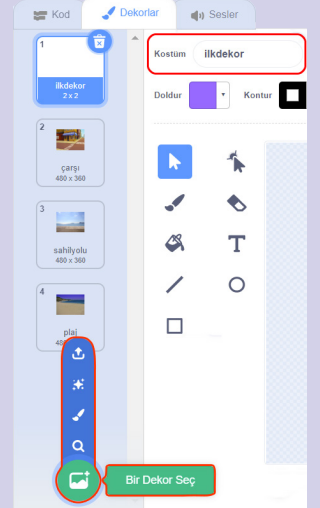 Kod
Dekorlar
Sesler
1
ilkdekor
2 x 2
Kostüm
ilkdekor
Doldur
Kontur
2
çarşı
480 x 360
3
sahilyolu
480 x 360
4
plaj
T
Bir Dekor Seç